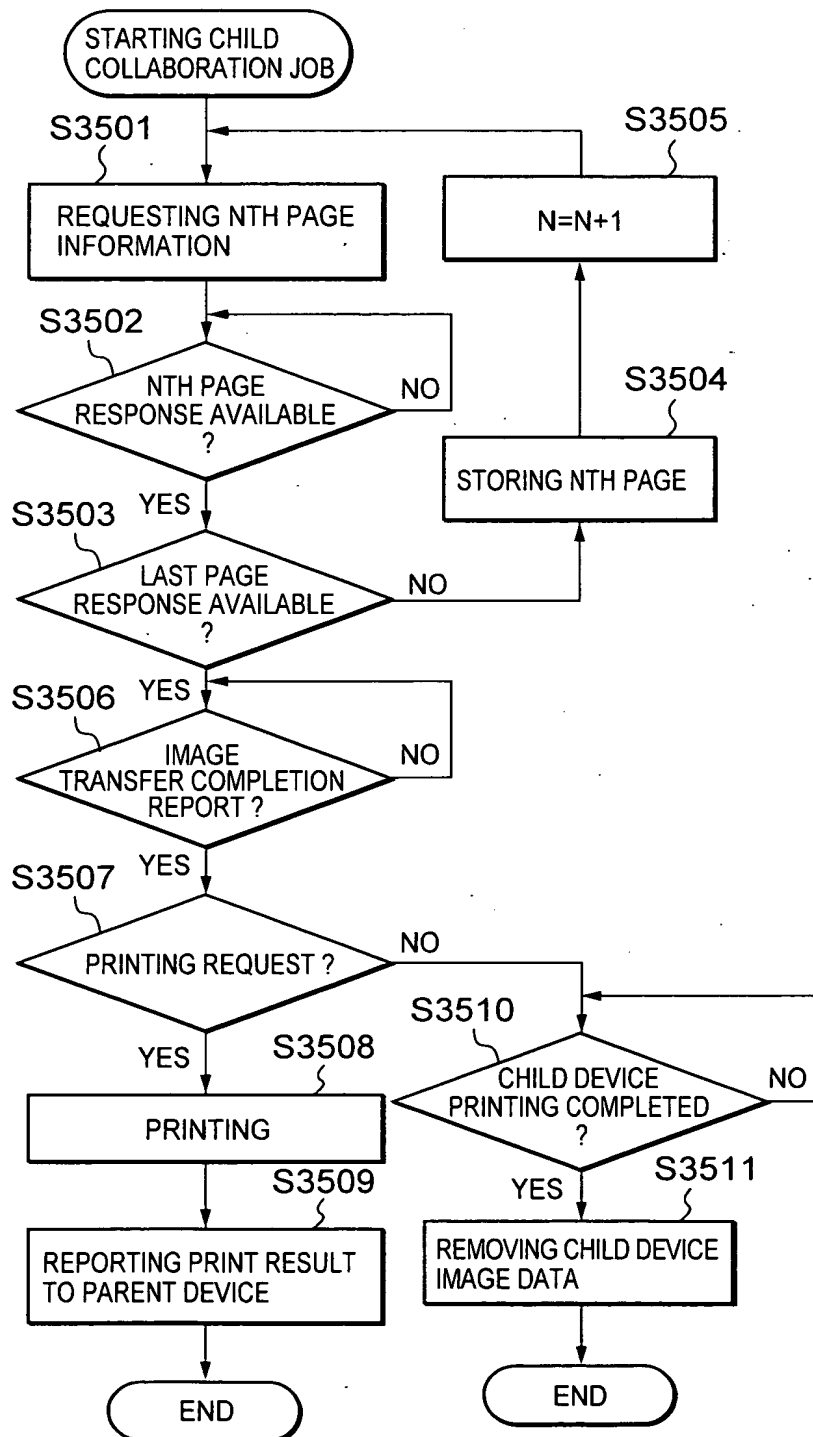 STARTING CHILD
COLLABORATION JOB
S3501
REQUESTING NTH PAGE
INFORMATION
S3505
N=N+1
S3502
NTH PAGE
RESPONSE AVAILABLE
?
NO
YES
S3504
STORING NTH PAGE
S3503
LAST PAGE
RESPONSE AVAILABLE
?
NO
YES
S3506
IMAGE
TRANSFER COMPLETION
REPORT ?
NO
YES
S3507
PRINTING REQUEST ?
NO
YES
S3508
PRINTING
S3509
REPORTING PRINT RESULT
TO PARENT DEVICE
END
S3510
CHILD DEVICE
PRINTING COMPLETED
?
NO
YES
S3511
REMOVING CHILD DEVICE
IMAGE DATA
END